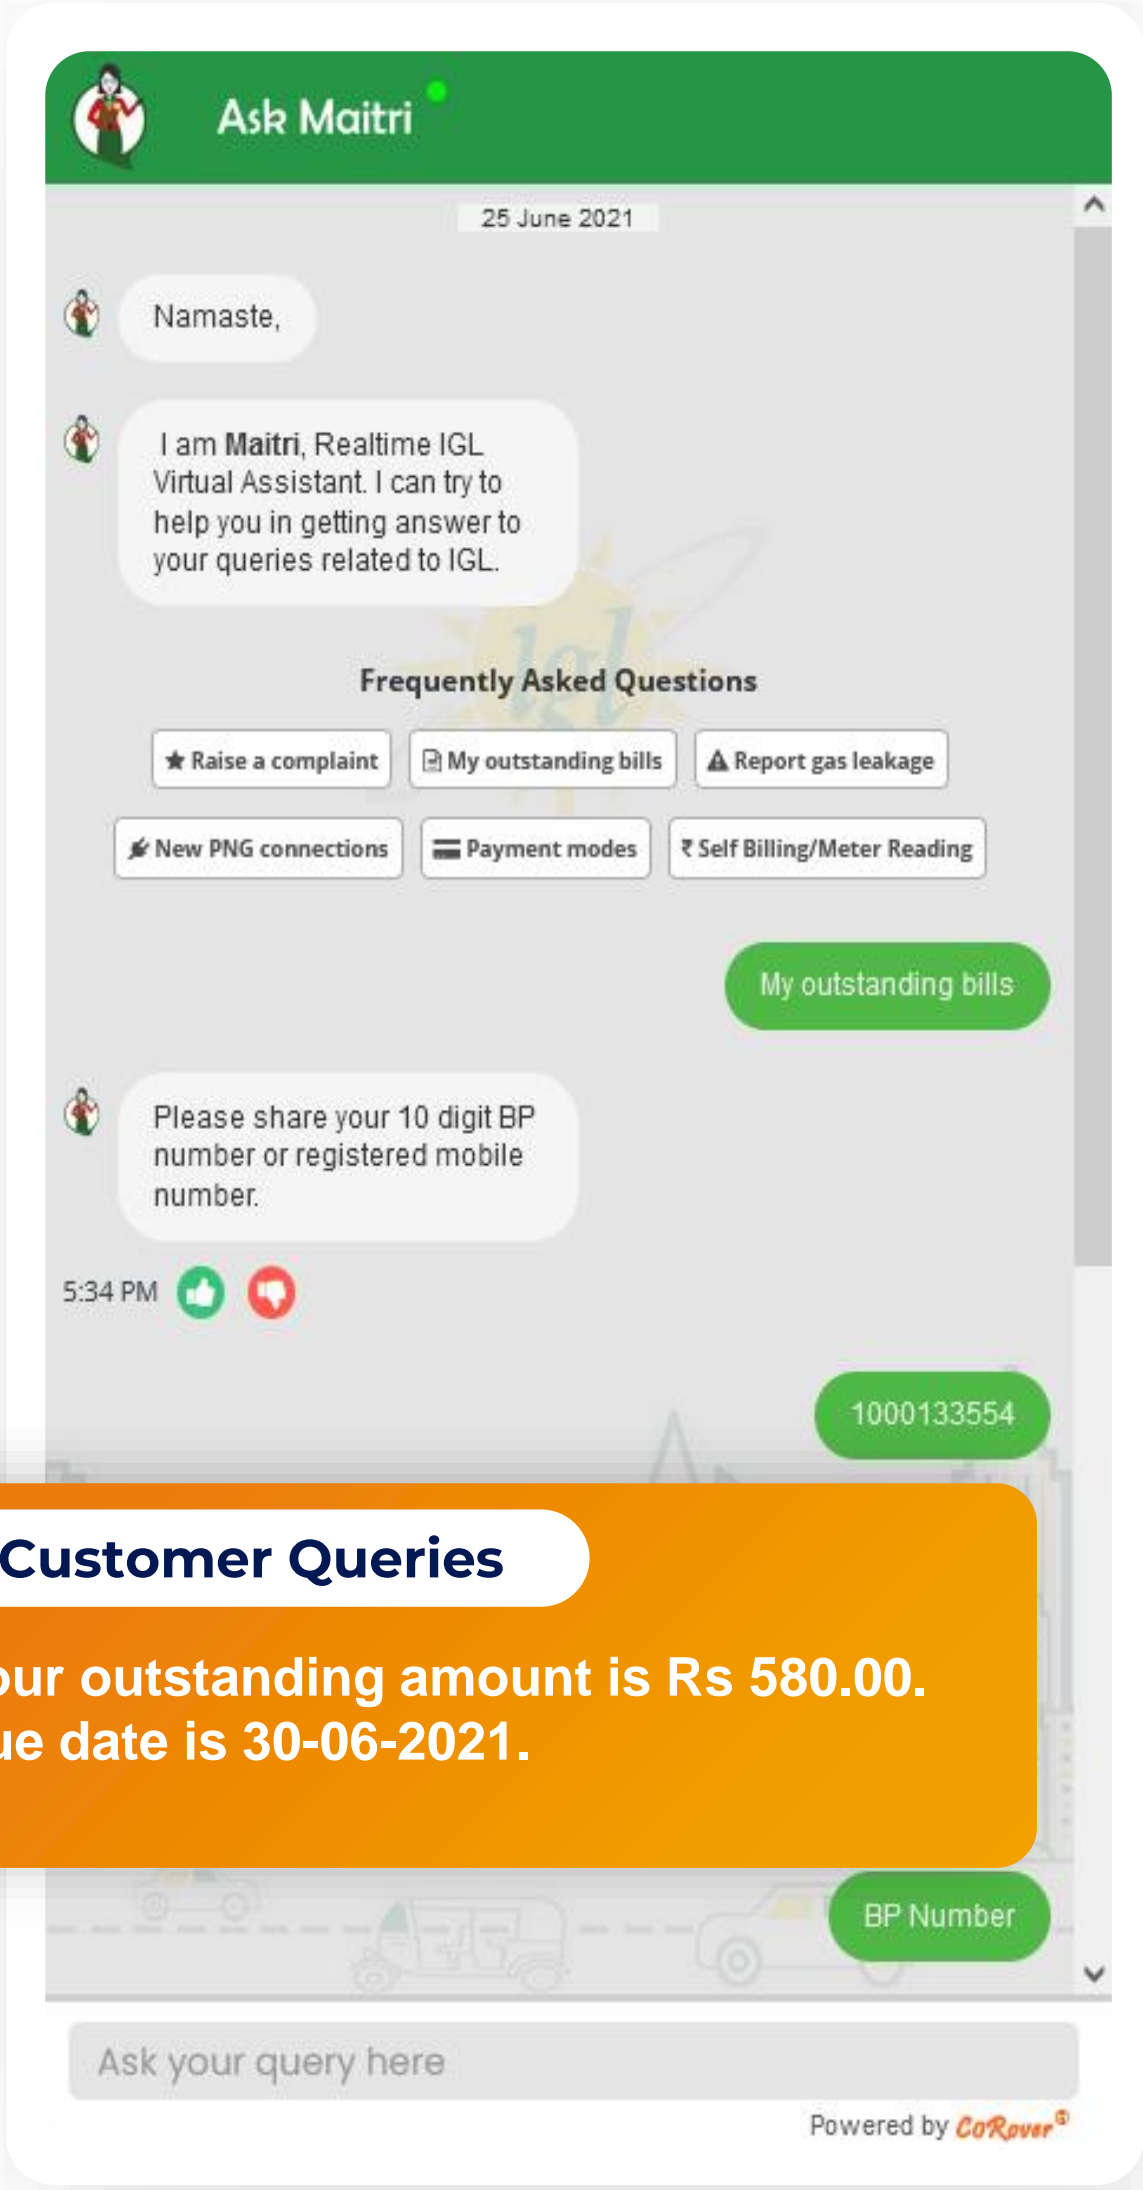 Ask Maitri
25 June 2021
Namaste,
I am Maitri, Realtime IGL
Virtual Assistant. I can try to
help you in getting answer to
your queries related to IGL.
igl
Frequently Asked Questions
Raise a complaint
My outstanding bills
Report gas leakage
New PNG connections
Payment modes
₹ Self Billing/Meter Reading
My outstanding bills
Please share your 10 digit BP
number or registered mobile
number.
5:34 PM
1000133554
Customer Queries
our outstanding amount is Rs 580.00.
ue date is 30-06-2021.
BP Number
Ask your query here
Powered by CoRover®